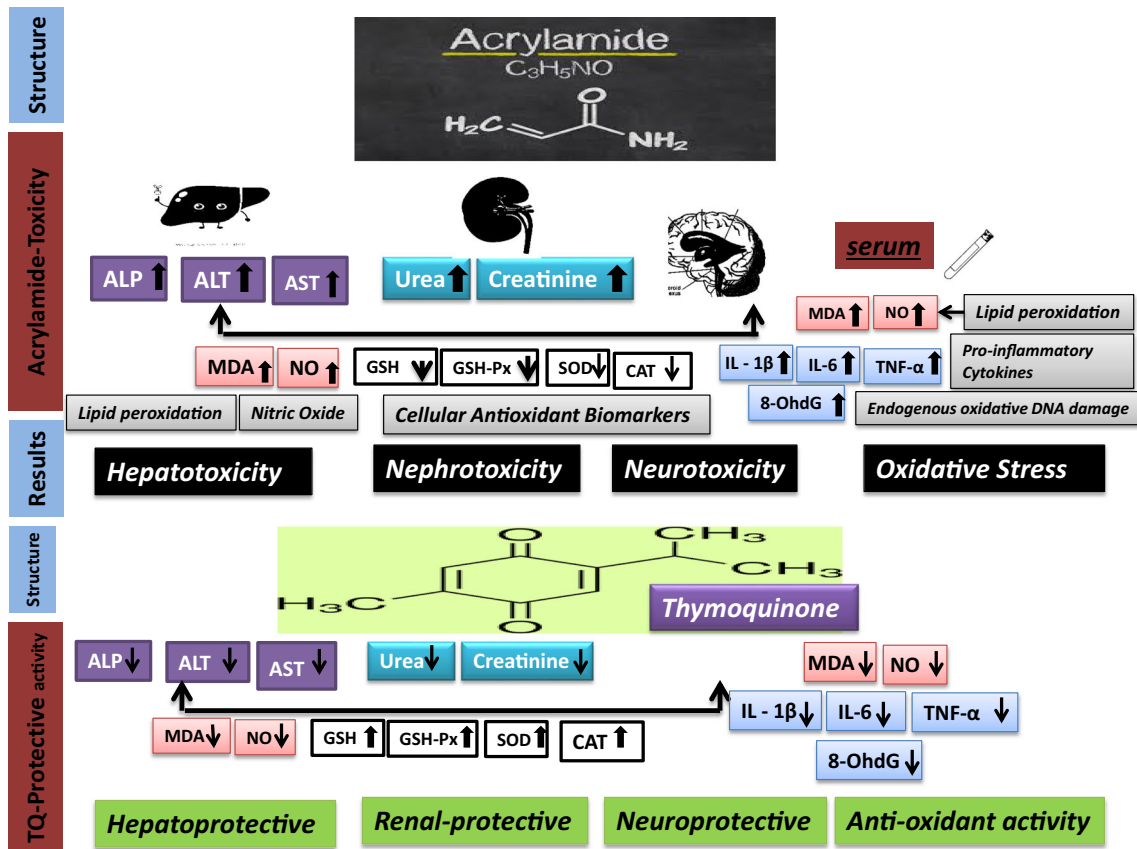 Structure
Acrylamide
C₃H₅NO
H₂C
O
NH₂
Acrylamide-Toxicity
ALP
ALT
AST
Urea
Creatinine
serum
MDA
NO
Lipid peroxidation
IL - 1β
IL-6
TNF-α
Pro-inflammatory
Cytokines
8-OhdG
Endogenous oxidative DNA damage
MDA
NO
GSH
GSH-Px
SOD
CAT
Lipid peroxidation
Nitric Oxide
Cellular Antioxidant Biomarkers
Results
Hepatotoxicity
Nephrotoxicity
Neurotoxicity
Oxidative Stress
Structure
O
CH₃
CH₃
H₃C
O
Thymoquinone
TQ-Protective activity
ALP
ALT
AST
Urea
Creatinine
MDA
NO
IL - 1β
IL-6
TNF-α
8-OhdG
MDA
NO
GSH
GSH-Px
SOD
CAT
Hepatoprotective
Renal-protective
Neuroprotective
Anti-oxidant activity